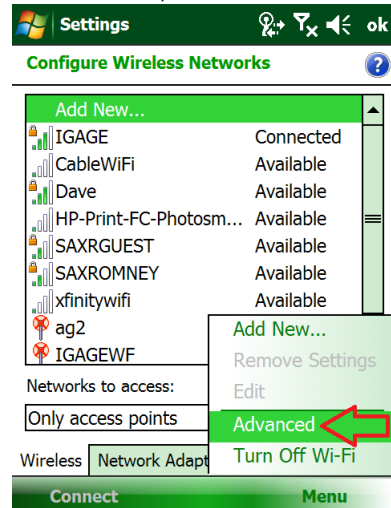 Settings ok
Configure Wireless Networks ?
Add New...
IGAGE Connected
CableWiFi Available
Dave Available
HP-Print-FC-Photosm... Available
SAXRGUEST Available
SAXROMNEY Available
xfinitywifi Available
ag2
IGAGEWF
Add New...
Remove Settings
Edit
Advanced
Turn Off Wi-Fi
Networks to access:
Only access points
Wireless Network Adapt
Connect Menu